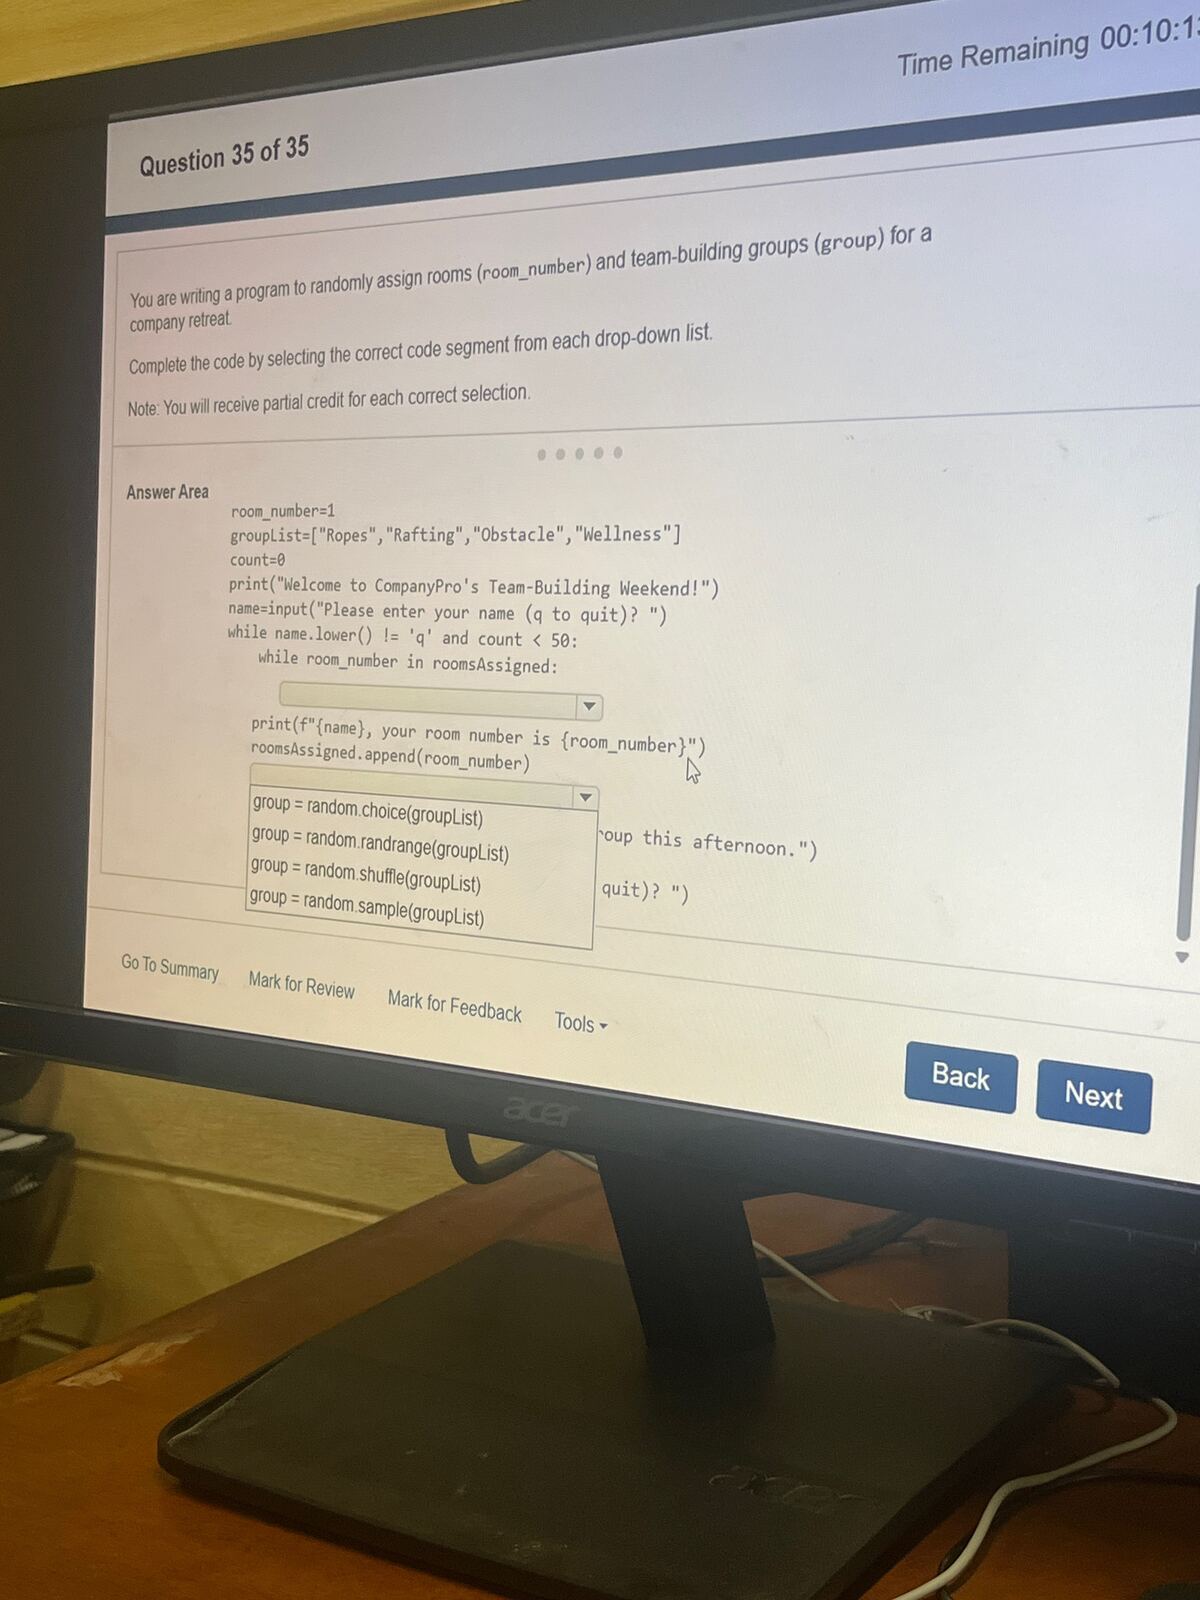 Time Remaining 00:10:1
Question 35 of 35
You are writing a program to randomly assign rooms (room_number) and team-building groups (group) for a
company retreat.
Complete the code by selecting the correct code segment from each drop-down list.
Note: You will receive partial credit for each correct selection.
Answer Area
room_number=1
groupList=["Ropes","Rafting","Obstacle","Wellness"]
count=0
print("Welcome to CompanyPro's Team-Building Weekend!")
name=input("Please enter your name (q to quit)? ")
while name.lower() != 'q' and count < 50:
while room_number in roomsAssigned:
print(f"{name}, your room number is {room_number}")
roomsAssigned.append(room_number)
group = random.choice(groupList)
group = random.randrange(groupList)
oup this afternoon.")
group = random.shuffle(groupList)
group = random.sample(groupList)
quit)? ")
Go To Summary
Mark for Review
Mark for Feedback
Tools
Back
Next
acer
acer